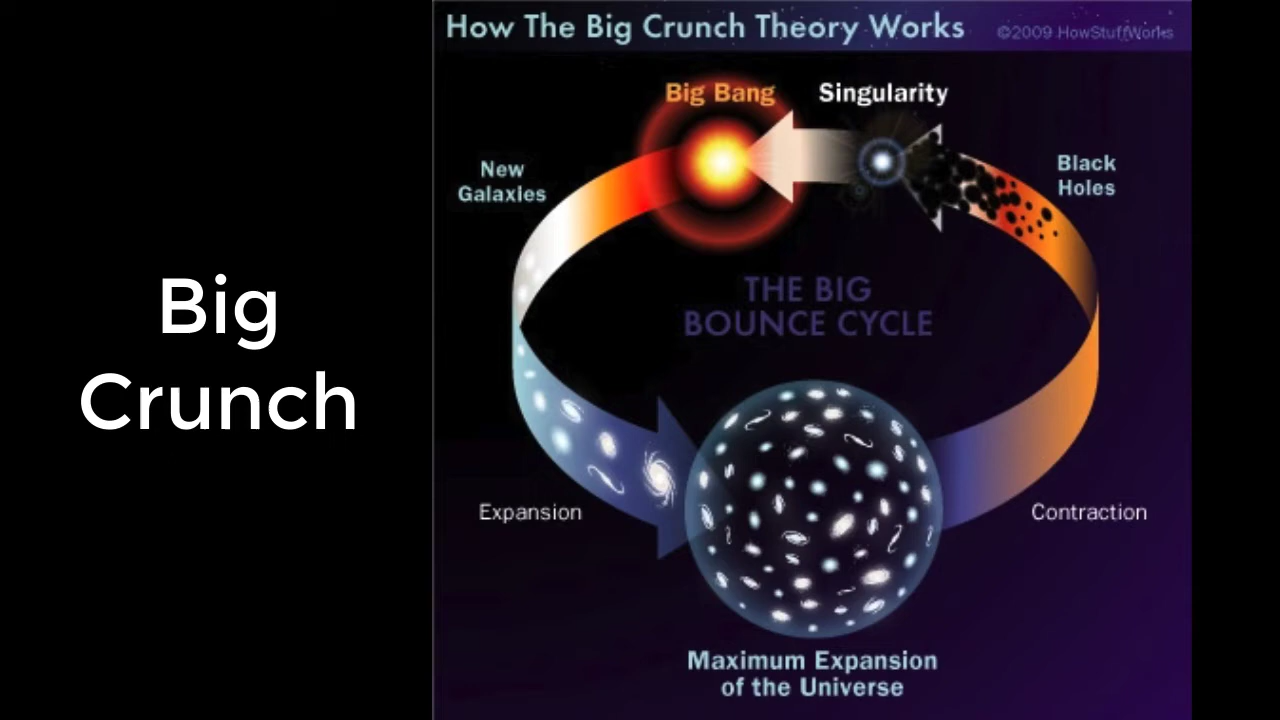 Big
Crunch
How The Big Crunch Theory Works
©2009 HowStuffWorks
Big Bang
Singularity
New
Galaxies
Black
Holes
THE BIG
BOUNCE CYCLE
Expansion
Contraction
Maximum Expansion
of the Universe